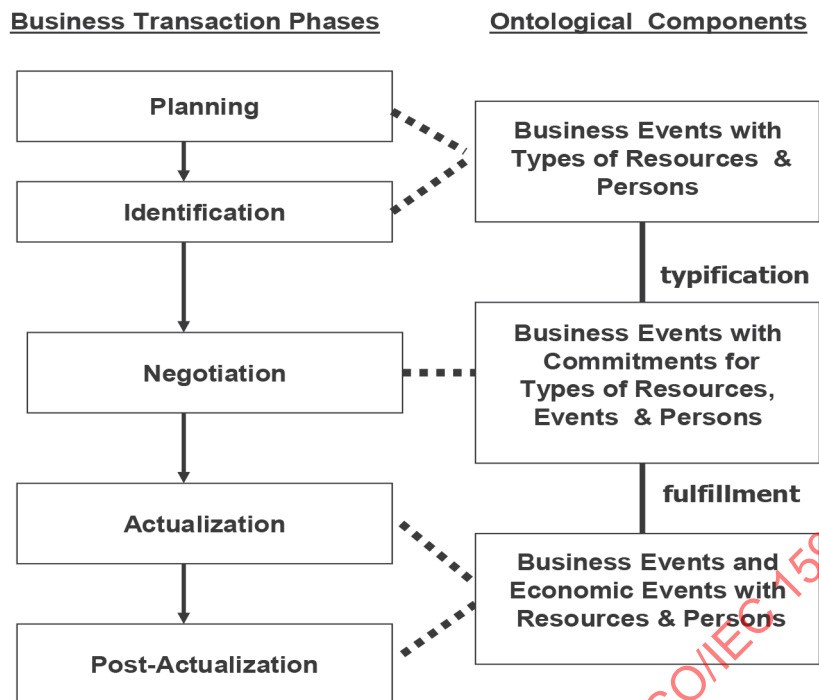 Business Transaction Phases
Ontological Components
Planning
Business Events with
Types of Resources &
Persons
Identification
typification
Business Events with
Commitments for
Types of Resources,
Events & Persons
Negotiation
fulfillment
Actualization
Business Events and
Economic Events with
Resources & Persons
Post-Actualization